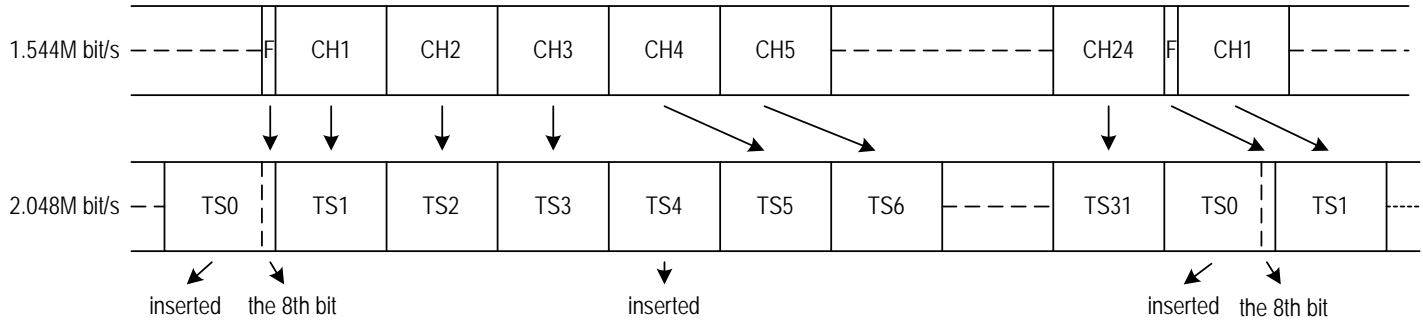 1.544M bit/s F CH1 CH2 CH3 CH4 CH5 CH24 F CH1
2.048M bit/s TS0 TS1 TS2 TS3 TS4 TS5 TS6 TS31 TS0 TS1
inserted the 8th bit inserted inserted the 8th bit